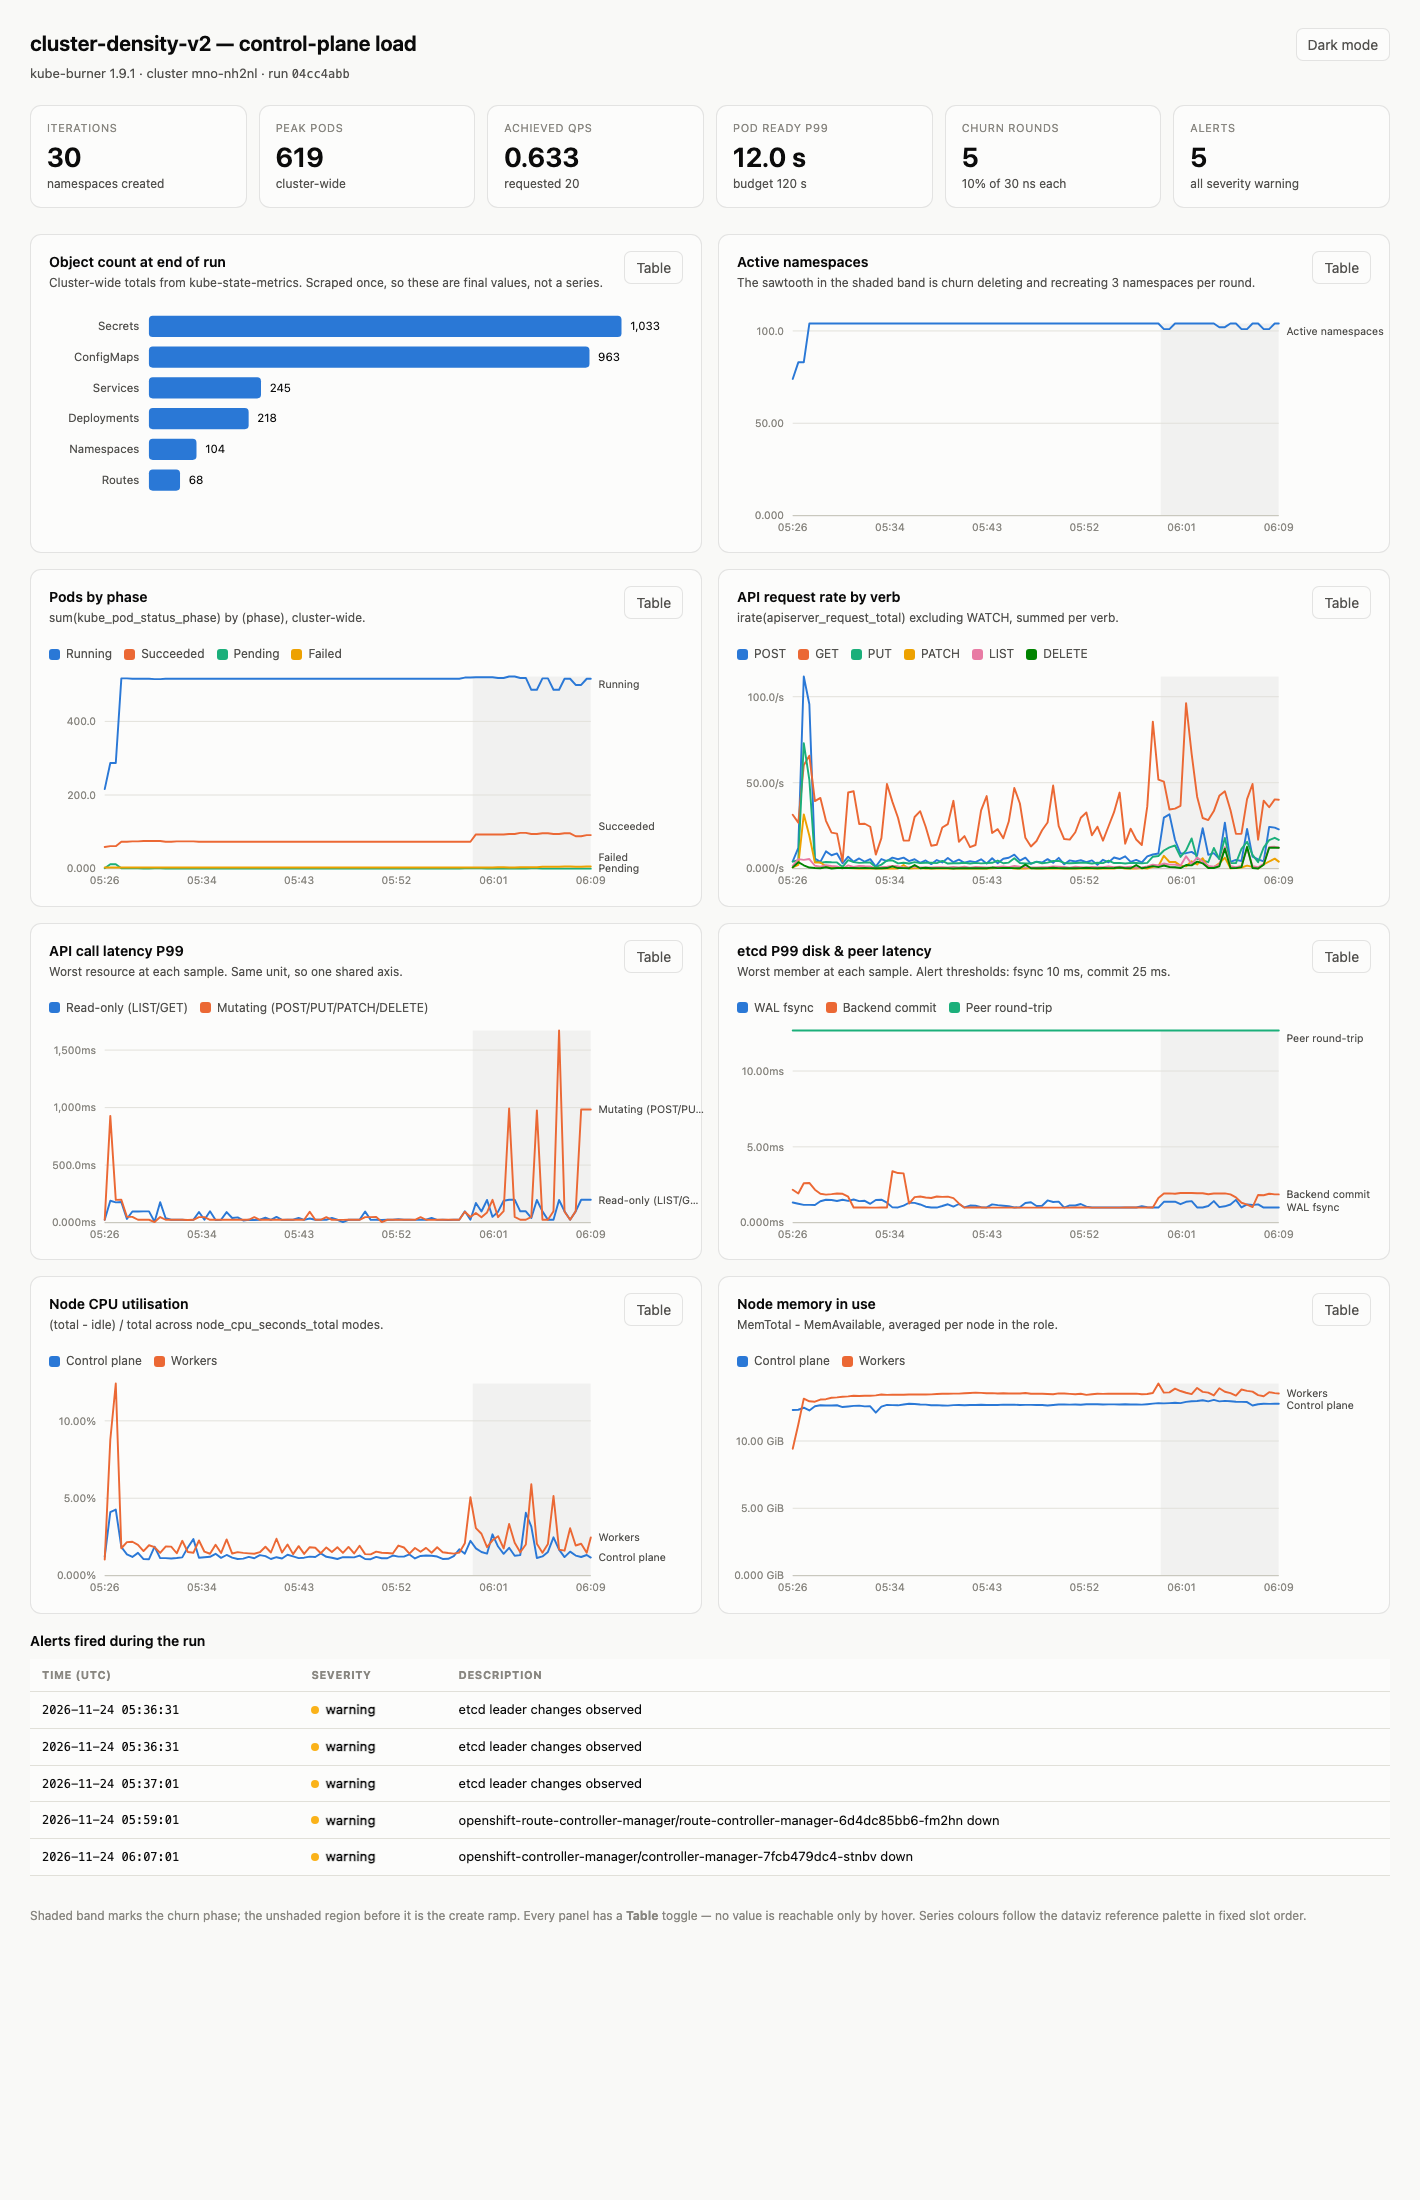 cluster-density-v2 — control-plane load
Dark mode
kube-burner 1.9.1 · cluster mno-nh2nl · run 04cc4abb
ITERATIONS
30
namespaces created
PEAK PODS
619
cluster-wide
ACHIEVED QPS
0.633
requested 20
POD READY P99
12.0 s
budget 120 s
CHURN ROUNDS
5
10% of 30 ns each
ALERTS
5
all severity warning
Object count at end of run
Table
Cluster-wide totals from kube-state-metrics. Scraped once, so these are final values, not a series.
Secrets 1,033
ConfigMaps 963
Services 245
Deployments 218
Namespaces 104
Routes 68
Active namespaces
Table
The sawtooth in the shaded band is churn deleting and recreating 3 namespaces per round.
100.0
50.00
0.000
Active namespaces
05:26 05:34 05:43 05:52 06:01 06:09
Pods by phase
Table
sum(kube_pod_status_phase) by (phase), cluster-wide.
Running Succeeded Pending Failed
400.0
200.0
0.000
Running
Succeeded
Failed
Pending
05:26 05:34 05:43 05:52 06:01 06:09
API request rate by verb
Table
irate(apiserver_request_total) excluding WATCH, summed per verb.
POST GET PUT PATCH LIST DELETE
100.0/s
50.00/s
0.000/s
05:26 05:34 05:43 05:52 06:01 06:09
API call latency P99
Table
Worst resource at each sample. Same unit, so one shared axis.
Read-only (LIST/GET) Mutating (POST/PUT/PATCH/DELETE)
1,500ms
1,000ms
500.0ms
0.000ms
Mutating (POST/PU…
Read-only (LIST/G…
05:26 05:34 05:43 05:52 06:01 06:09
etcd P99 disk & peer latency
Table
Worst member at each sample. Alert thresholds: fsync 10 ms, commit 25 ms.
WAL fsync Backend commit Peer round-trip
10.00ms
5.00ms
0.000ms
Peer round-trip
Backend commit
WAL fsync
05:26 05:34 05:43 05:52 06:01 06:09
Node CPU utilisation
Table
(total - idle) / total across node_cpu_seconds_total modes.
Control plane Workers
10.00%
5.00%
0.000%
Workers
Control plane
05:26 05:34 05:43 05:52 06:01 06:09
Node memory in use
Table
MemTotal - MemAvailable, averaged per node in the role.
Control plane Workers
10.00 GiB
5.00 GiB
0.000 GiB
Workers
Control plane
05:26 05:34 05:43 05:52 06:01 06:09
Alerts fired during the run
TIME (UTC) SEVERITY DESCRIPTION
2026-11-24 05:36:31 warning etcd leader changes observed
2026-11-24 05:36:31 warning etcd leader changes observed
2026-11-24 05:37:01 warning etcd leader changes observed
2026-11-24 05:59:01 warning openshift-route-controller-manager/route-controller-manager-6d4dc85bb6-fm2hn down
2026-11-24 06:07:01 warning openshift-controller-manager/controller-manager-7fcb479dc4-stnbv down
Shaded band marks the churn phase; the unshaded region before it is the create ramp. Every panel has a Table toggle — no value is reachable only by hover. Series colours follow the dataviz reference palette in fixed slot order.